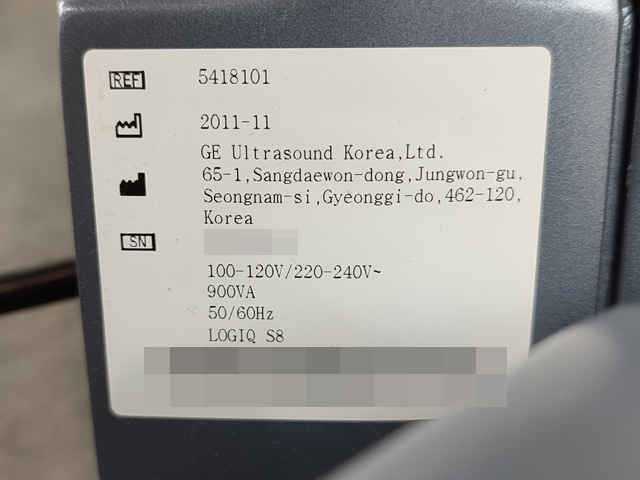 REF 5418101
2011-11
GE Ultrasound Korea,Ltd.
65-1,Sangdaewon-dong,Jungwon-gu,
Seongnam-si,Gyeonggi-do,462-120,
Korea
SN
100-120V/220-240V~
900VA
50/60Hz
LOGIQ S8